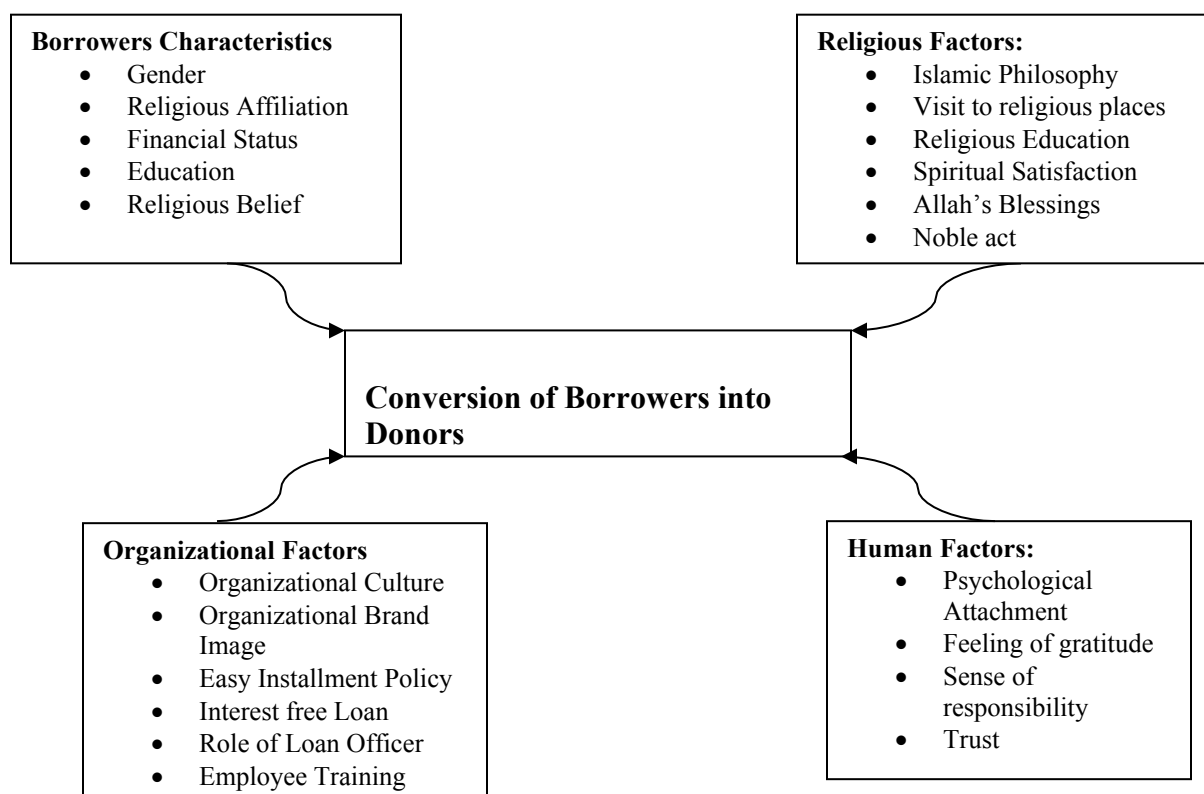 Borrowers Characteristics
• Gender
• Religious Affiliation
• Financial Status
• Education
• Religious Belief
Religious Factors:
• Islamic Philosophy
• Visit to religious places
• Religious Education
• Spiritual Satisfaction
• Allah’s Blessings
• Noble act
Conversion of Borrowers into
Donors
Organizational Factors
• Organizational Culture
• Organizational Brand
Image
• Easy Installment Policy
• Interest free Loan
• Role of Loan Officer
• Employee Training
Human Factors:
• Psychological
Attachment
• Feeling of gratitude
• Sense of
responsibility
• Trust